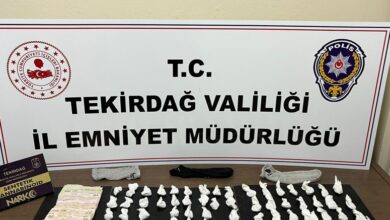 T.C.
TEKİRDAĞ VALİLİĞİ
İL EMNİYET MÜDÜRLÜĞÜ
POLİS
TEKİRDAĞ
NARKO